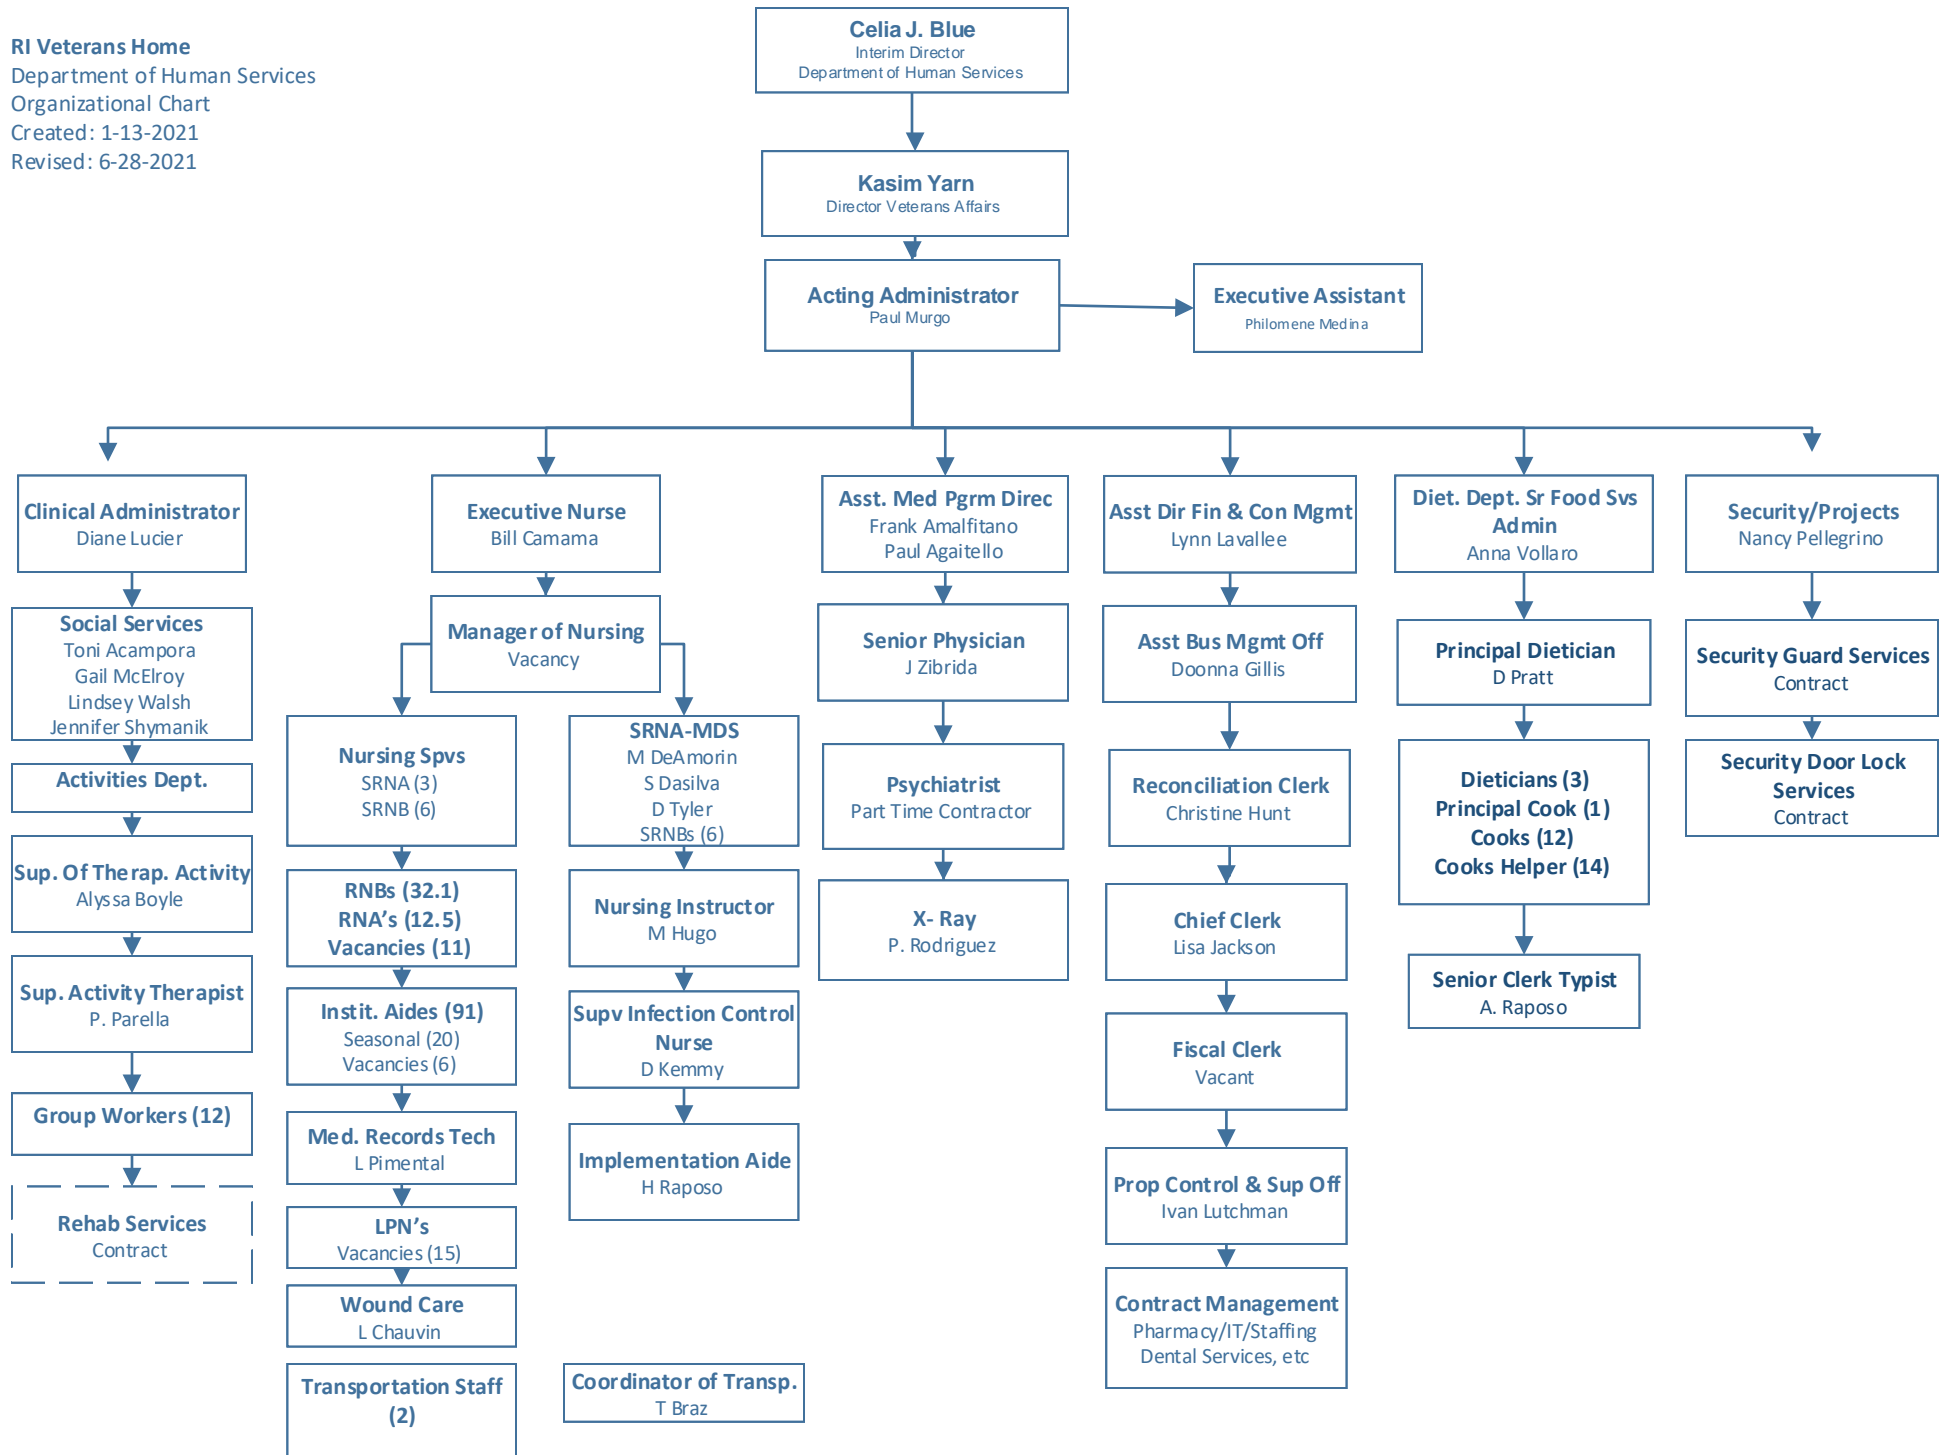 RI Veterans Home
Department of Human Services
Organizational Chart
Created: 1-13-2021
Revised: 6-28-2021
Celia J. Blue
Interim Director
Department of Human Services
Kasim Yarn
Director Veterans Affairs
Acting Administrator
Paul Murgo
Executive Assistant
Philomene Medina
Clinical Administrator
Diane Lucier
Social Services
Toni Acampora
Gail McElroy
Lindsey Walsh
Jennifer Shymanik
Activities Dept.
Sup. Of Therap. Activity
Alyssa Boyle
Sup. Activity Therapist
P. Parella
Group Workers (12)
Rehab Services
Contract
Executive Nurse
Bill Camama
Manager of Nursing
Vacancy
Nursing Spvs
SRNA (3)
SRNB (6)
RNBs (32.1)
RNA’s (12.5)
Vacancies (11)
Instit. Aides (91)
Seasonal (20)
Vacancies (6)
Med. Records Tech
L Pimental
LPN’s
Vacancies (15)
Wound Care
L Chauvin
Transportation Staff
(2)
SRNA-MDS
M DeAmorin
S Dasilva
D Tyler
SRNBs (6)
Nursing Instructor
M Hugo
Supv Infection Control
Nurse
D Kemmy
Implementation Aide
H Raposo
Coordinator of Transp.
T Braz
Asst. Med Pgrm Direc
Frank Amalfitano
Paul Agaitello
Senior Physician
J Zibrida
Psychiatrist
Part Time Contractor
X- Ray
P. Rodriguez
Asst Dir Fin & Con Mgmt
Lynn Lavallee
Asst Bus Mgmt Off
Doonna Gillis
Reconciliation Clerk
Christine Hunt
Chief Clerk
Lisa Jackson
Fiscal Clerk
Vacant
Prop Control & Sup Off
Ivan Lutchman
Contract Management
Pharmacy/IT/Staffing
Dental Services, etc
Diet. Dept. Sr Food Svs
Admin
Anna Vollaro
Principal Dietician
D Pratt
Dieticians (3)
Principal Cook (1)
Cooks (12)
Cooks Helper (14)
Senior Clerk Typist
A. Raposo
Security/Projects
Nancy Pellegrino
Security Guard Services
Contract
Security Door Lock
Services
Contract